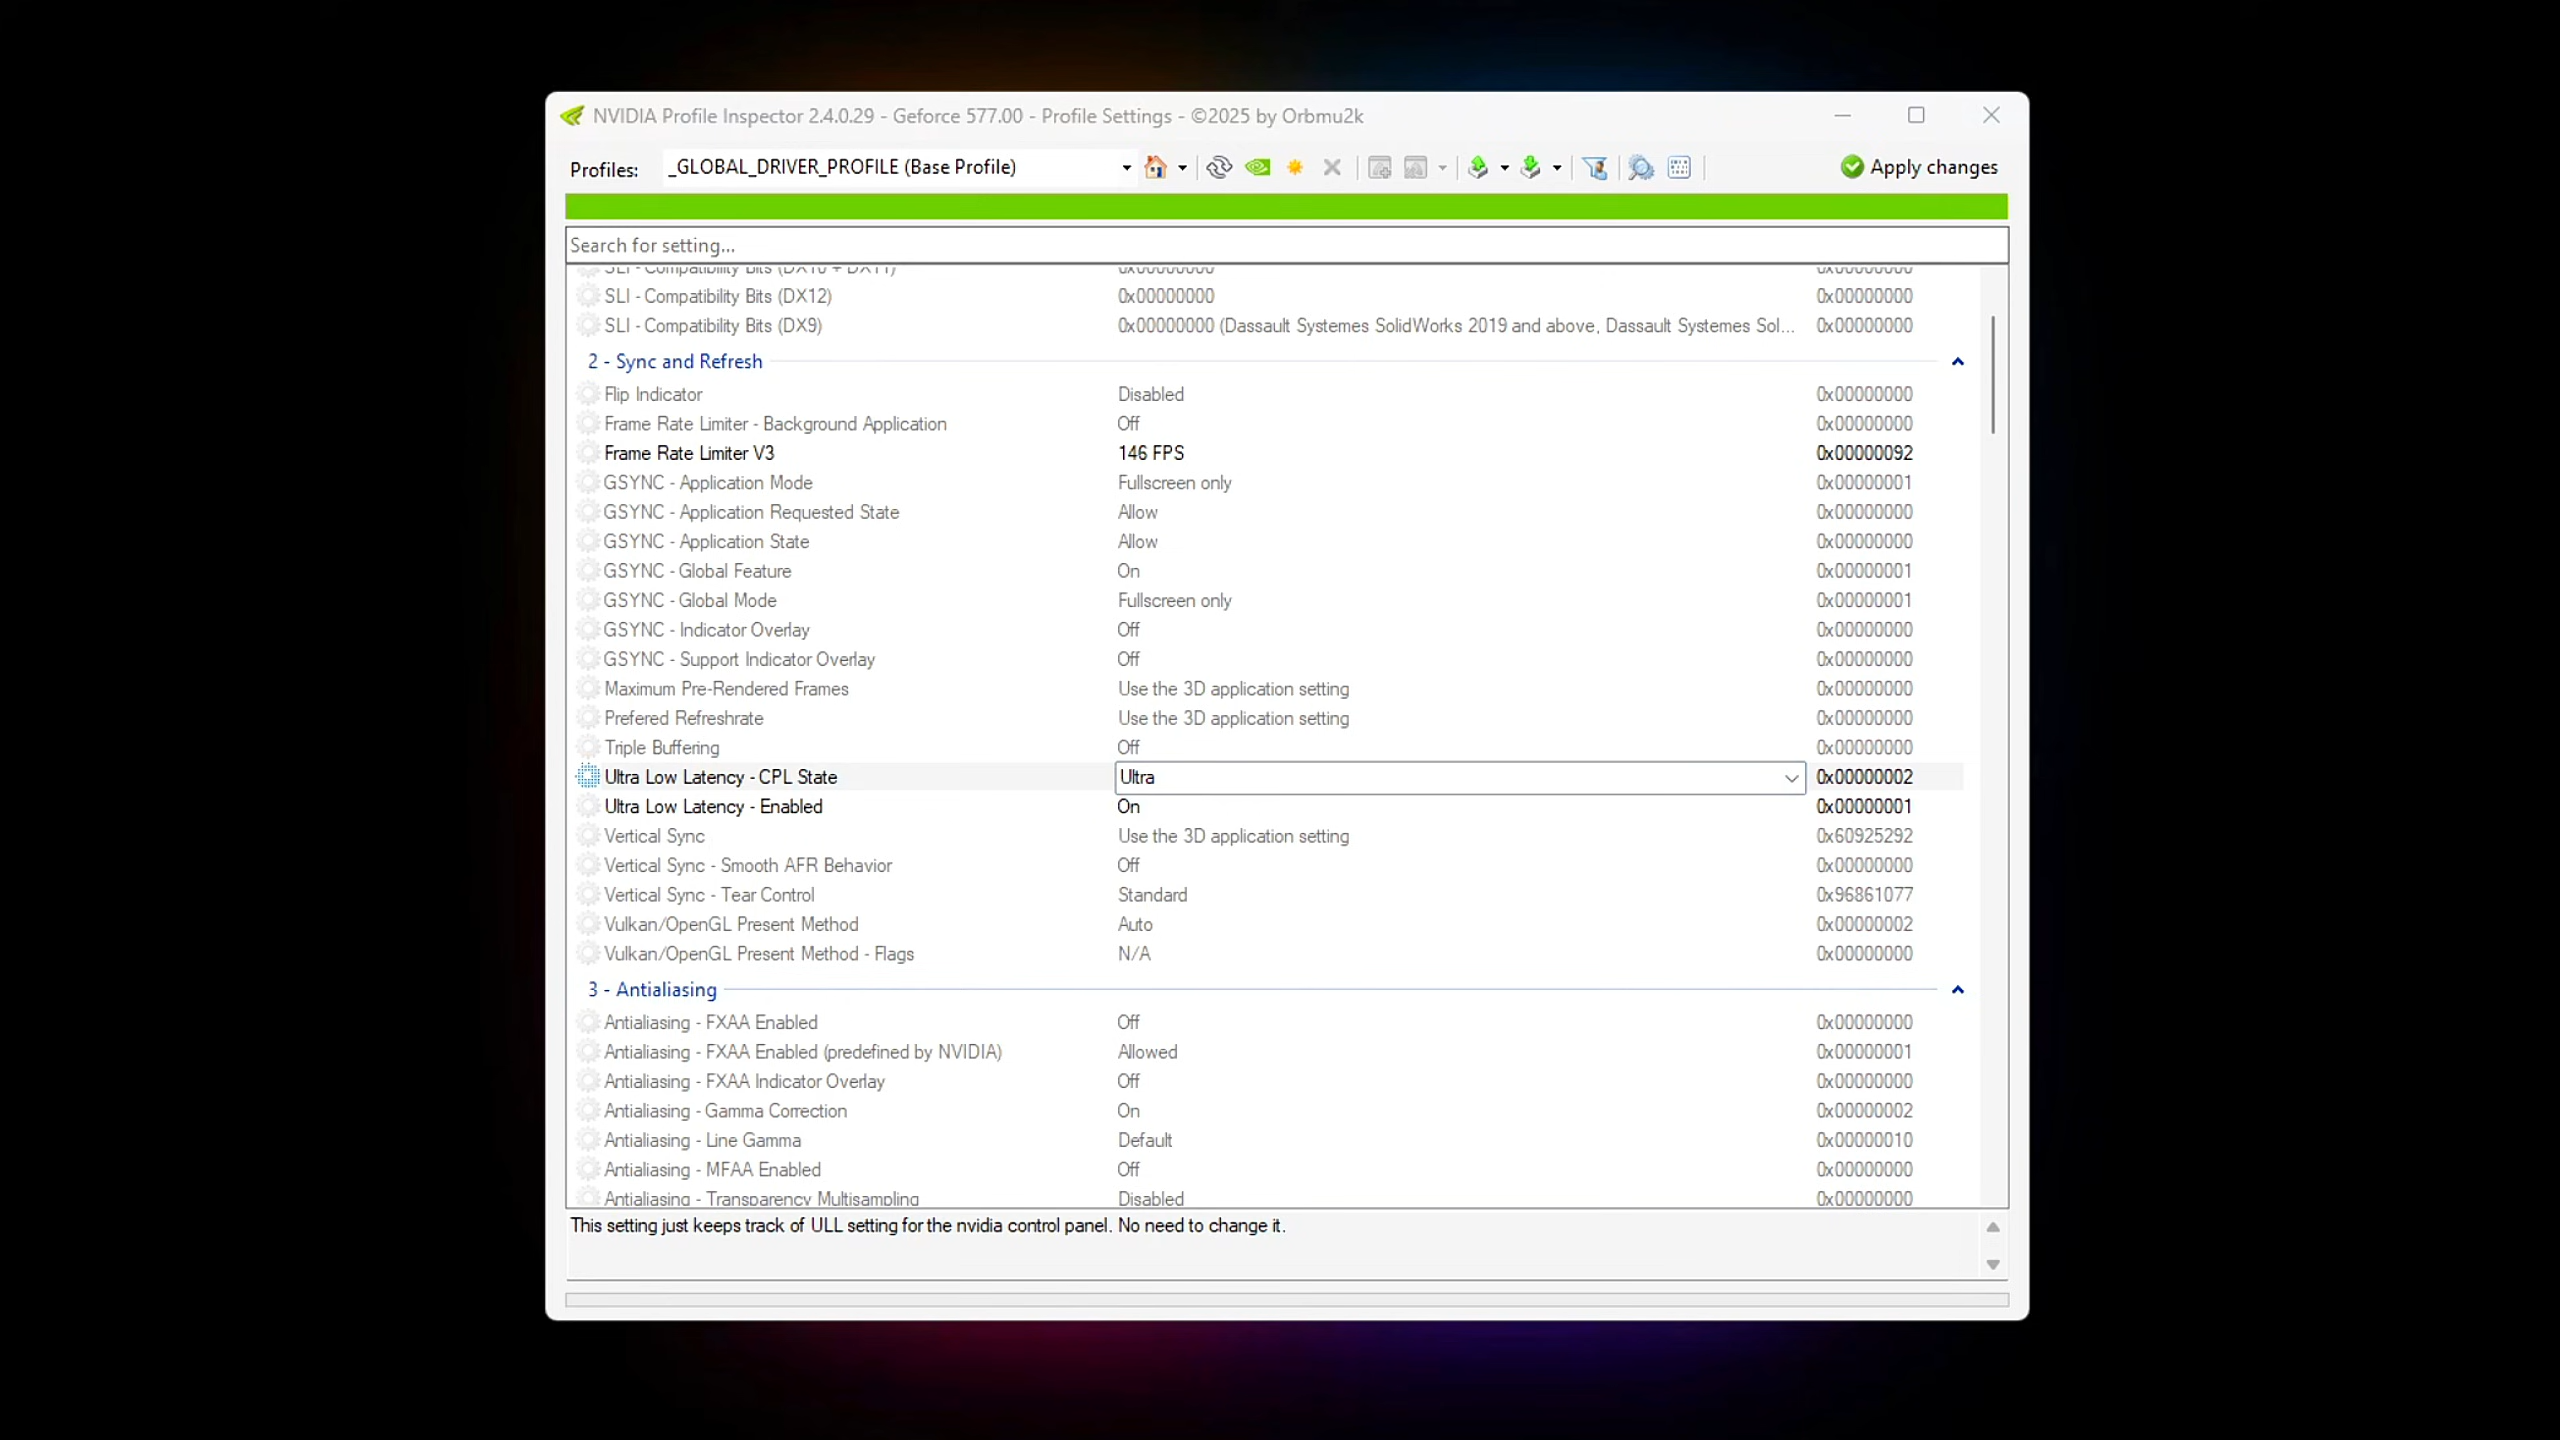 NVIDIA Profile Inspector 2.4.0.29 - Geforce 577.00 - Profile Settings - ©2025 by Orbmu2k
Profiles: _GLOBAL_DRIVER_PROFILE (Base Profile) Apply changes
Search for setting...
SLI - Compatibility Bits (DX10 + DX11) 0x00000000 0x00000000
SLI - Compatibility Bits (DX12) 0x00000000 0x00000000
SLI - Compatibility Bits (DX9) 0x00000000 (Dassault Systemes SolidWorks 2019 and above, Dassault Systemes Sol... 0x00000000
2 - Sync and Refresh
Flip Indicator Disabled 0x00000000
Frame Rate Limiter - Background Application Off 0x00000000
Frame Rate Limiter V3 146 FPS 0x00000092
GSYNC - Application Mode Fullscreen only 0x00000001
GSYNC - Application Requested State Allow 0x00000000
GSYNC - Application State Allow 0x00000000
GSYNC - Global Feature On 0x00000001
GSYNC - Global Mode Fullscreen only 0x00000001
GSYNC - Indicator Overlay Off 0x00000000
GSYNC - Support Indicator Overlay Off 0x00000000
Maximum Pre-Rendered Frames Use the 3D application setting 0x00000000
Prefered Refreshrate Use the 3D application setting 0x00000000
Triple Buffering Off 0x00000000
Ultra Low Latency - CPL State Ultra 0x00000002
Ultra Low Latency - Enabled On 0x00000001
Vertical Sync Use the 3D application setting 0x60925292
Vertical Sync - Smooth AFR Behavior Off 0x00000000
Vertical Sync - Tear Control Standard 0x96861077
Vulkan/OpenGL Present Method Auto 0x00000002
Vulkan/OpenGL Present Method - Flags N/A 0x00000000
3 - Antialiasing
Antialiasing - FXAA Enabled Off 0x00000000
Antialiasing - FXAA Enabled (predefined by NVIDIA) Allowed 0x00000001
Antialiasing - FXAA Indicator Overlay Off 0x00000000
Antialiasing - Gamma Correction On 0x00000002
Antialiasing - Line Gamma Default 0x00000010
Antialiasing - MFAA Enabled Off 0x00000000
Antialiasing - Transparency Multisampling Disabled 0x00000000
This setting just keeps track of ULL setting for the nvidia control panel. No need to change it.